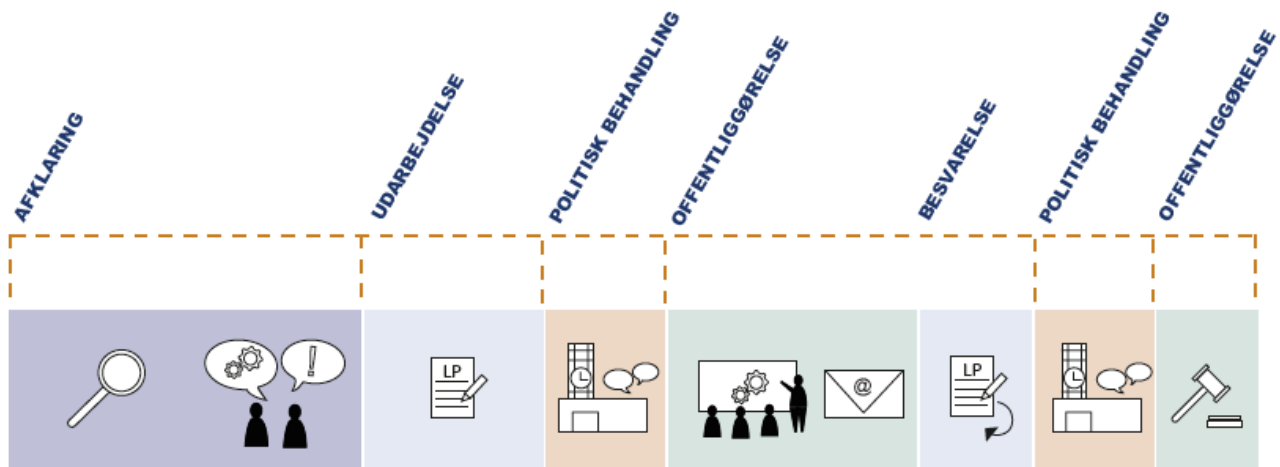 AFKLARING
UDARBEJDELSE
POLITISK BEHANDLING
OFFENTLIGGØRELSE
BESVARELSE
POLITISK BEHANDLING
OFFENTLIGGØRELSE
!
LP
@
LP